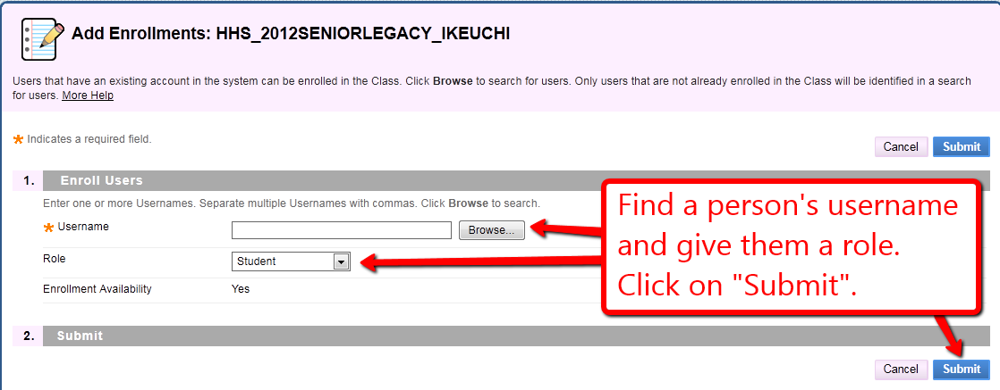 Add Enrollments: HHS_2012SENIORLEGACY_IKEUCHI
Users that have an existing account in the system can be enrolled in the Class. Click Browse to search for users. Only users that are not already enrolled in the Class will be identified in a search
for users. More Help
Indicates a required field.
Cancel Submit
1. Enroll Users
Enter one or more Usernames. Separate multiple Usernames with commas. Click Browse to search.
Username Browse...
Role Student
Enrollment Availability Yes
Find a person's username
and give them a role.
Click on "Submit".
2. Submit
Cancel Submit